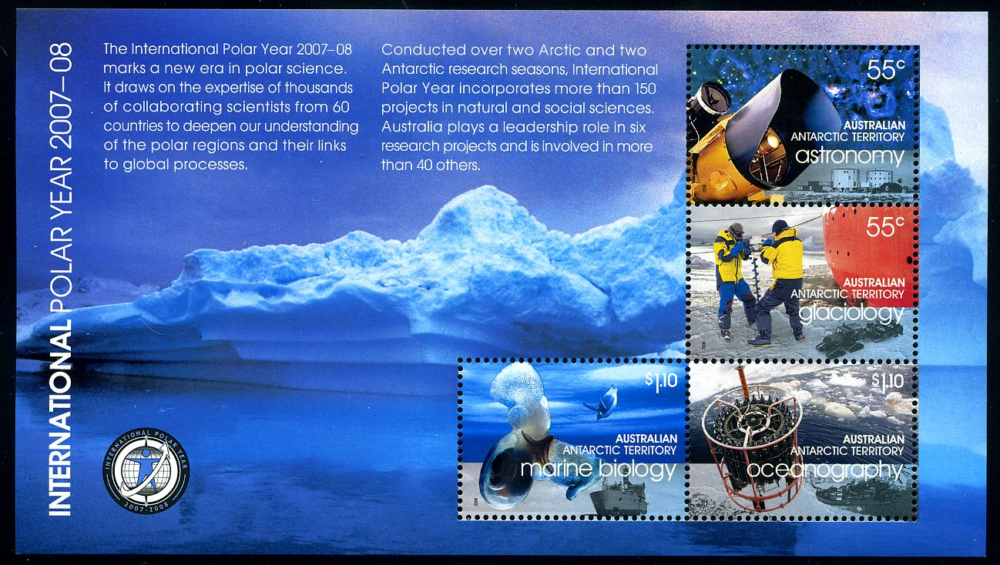 INTERNATIONAL POLAR YEAR 2007–08
The International Polar Year 2007–08
marks a new era in polar science.
It draws on the expertise of thousands
of collaborating scientists from 60
countries to deepen our understanding
of the polar regions and their links
to global processes.
Conducted over two Arctic and two
Antarctic research seasons, International
Polar Year incorporates more than 150
projects in natural and social sciences.
Australia plays a leadership role in six
research projects and is involved in more
than 40 others.
55c
AUSTRALIAN
ANTARCTIC TERRITORY
astronomy
2008
55c
AUSTRALIAN
ANTARCTIC TERRITORY
glaciology
2008
$1.10
AUSTRALIAN
ANTARCTIC TERRITORY
marine biology
2008
$1.10
AUSTRALIAN
ANTARCTIC TERRITORY
oceanography
2008
INTERNATIONAL POLAR YEAR
2007-2008